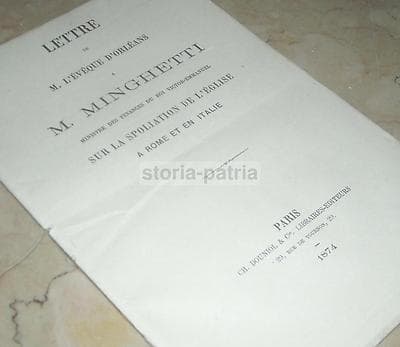 LETTRE
DE
M. L'ÉVÊQUE D'ORLÉANS
A
M. MINGHETTI
MINISTRE DES FINANCES DU ROI VICTOR-EMMANUEL
SUR LA SPOLIATION DE L'ÉGLISE
A ROME ET EN ITALIE
storia-patria
PARIS
CH. DOUNIOL & Cie, LIBRAIRES-ÉDITEURS
29, RUE DE TOURNON, 29.
1874